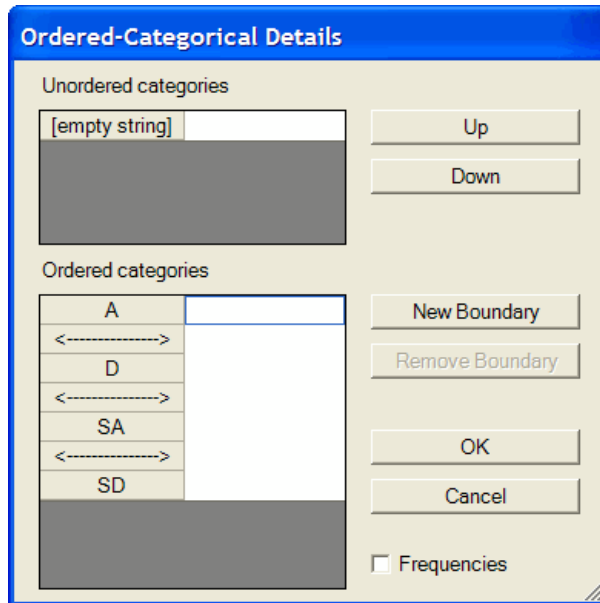 Ordered-Categorical Details
Unordered categories
[empty string]
Up
Down
Ordered categories
A
<--------------->
D
<--------------->
SA
<--------------->
SD
New Boundary
Remove Boundary
OK
Cancel
Frequencies